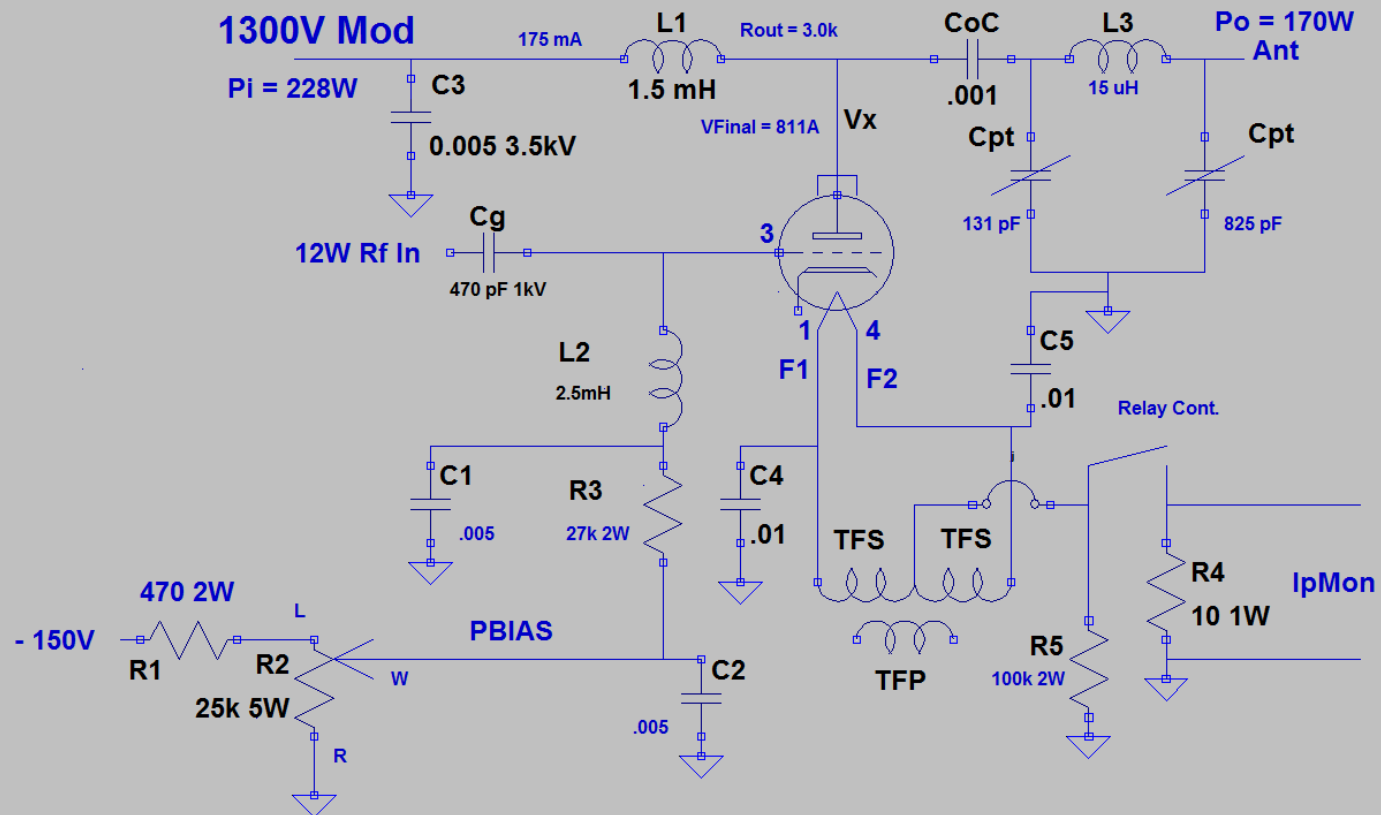 1300V Mod
175 mA
L1
Rout = 3.0k
CoC
L3
Po = 170W
Ant
Pi = 228W
C3
1.5 mH
.001
15 uH
0.005 3.5kV
VFinal = 811A
Vx
Cpt
Cpt
131 pF
825 pF
Cg
3
12W Rf In
470 pF 1kV
1
4
F1
F2
C5
.01
L2
2.5mH
Relay Cont.
C1
.005
R3
27k 2W
C4
.01
TFS
TFS
R4
10 1W
IpMon
470 2W
L
- 150V
R1
R2
25k 5W
W
R
PBIAS
C2
.005
TFP
R5
100k 2W